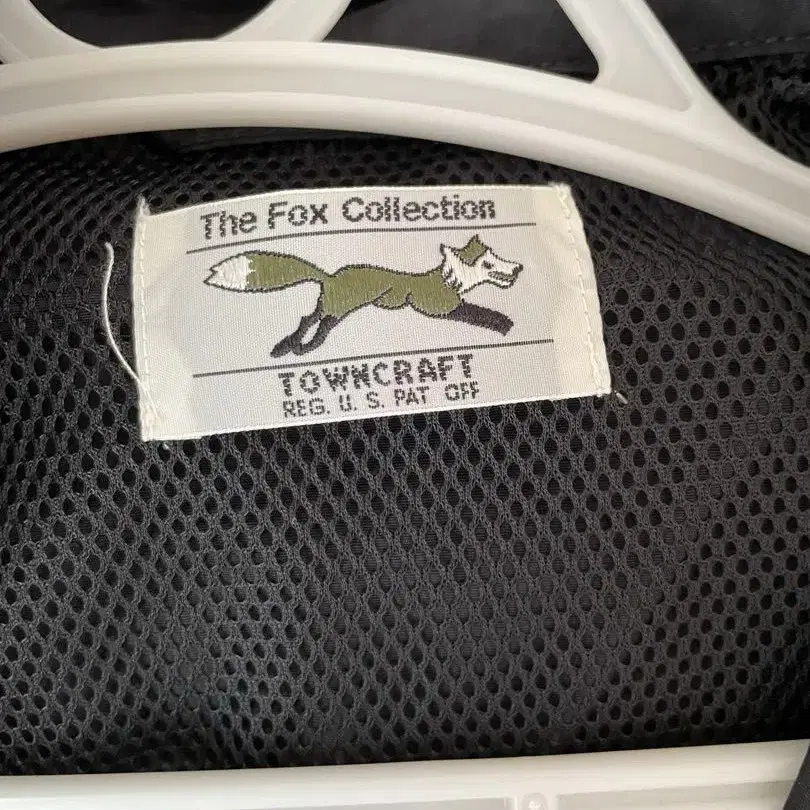 The Fox Collection
TOWNCRAFT
REG. U. S. PAT OFF